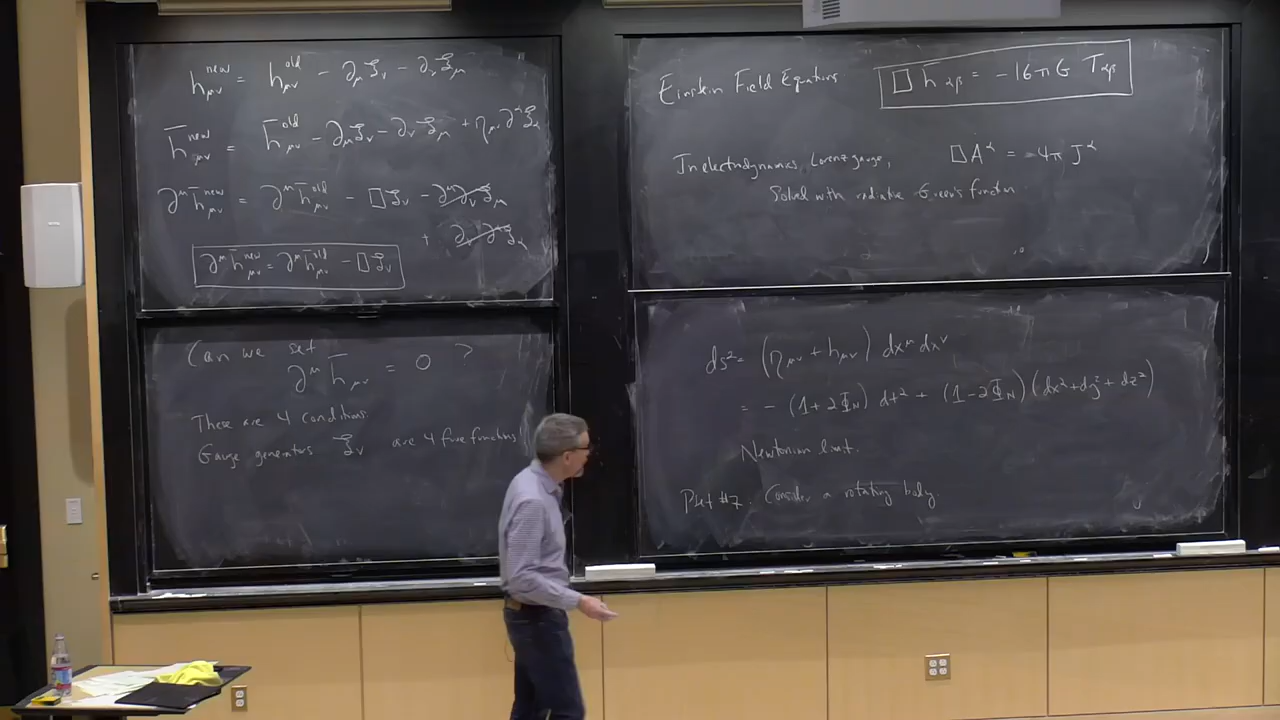 h^new_μν = h^old_μν − ∂_μ ξ_ν − ∂_ν ξ_μ
h̄^new_μν = h̄^old_μν − ∂_μ ξ_ν − ∂_ν ξ_μ + η_μν ∂^α ξ_α
∂^μ h̄^new_μν = ∂^μ h̄^old_μν − □ξ_ν − ∂^μ ∂_ν ξ_μ
+ ∂_ν ∂^α ξ_α
∂^μ h̄^new_μν = ∂^μ h̄^old_μν − □ξ_ν
Can we set
∂^μ h̄_μν = 0 ?
There are 4 conditions.
Gauge generators ξ_ν are 4 free functions
Einstein Field Equations □ h̄_αβ = −16πG T_αβ
In electrodynamics, Lorenz gauge, □A^α = −4π J^α
Solved with radiative Green's function
ds² = (η_μν + h_μν) dx^μ dx^ν
= − (1+2Φ_N) dt² + (1−2Φ_N)(dx²+dy²+dz²)
Newtonian limit.
Pset #7: Consider a rotating body.